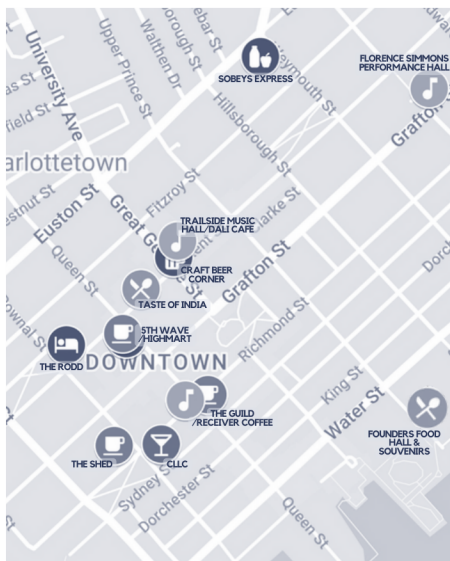 SOBEYS EXPRESS
FLORENCE SIMMONS
PERFORMANCE HALL
University Ave
Upper Prince St
Walthen Dr
Weymouth St
Hillsborough St
Grafton St
arlottetown
Fitzroy St
Euston St
Great Ge
TRAILSIDE MUSIC
HALL/DALI CAFE
CRAFT BEER
CORNER
Queen St
TASTE OF INDIA
Grafton St
5TH WAVE
/HIGHMART
Richmond St
THE RODD
DOWNTOWN
King St
Water St
THE GUILD
/RECEIVER COFFEE
FOUNDERS FOOD
HALL &
SOUVENIRS
THE SHED
CLLC
Sydney S
Dorchester St
Queen St